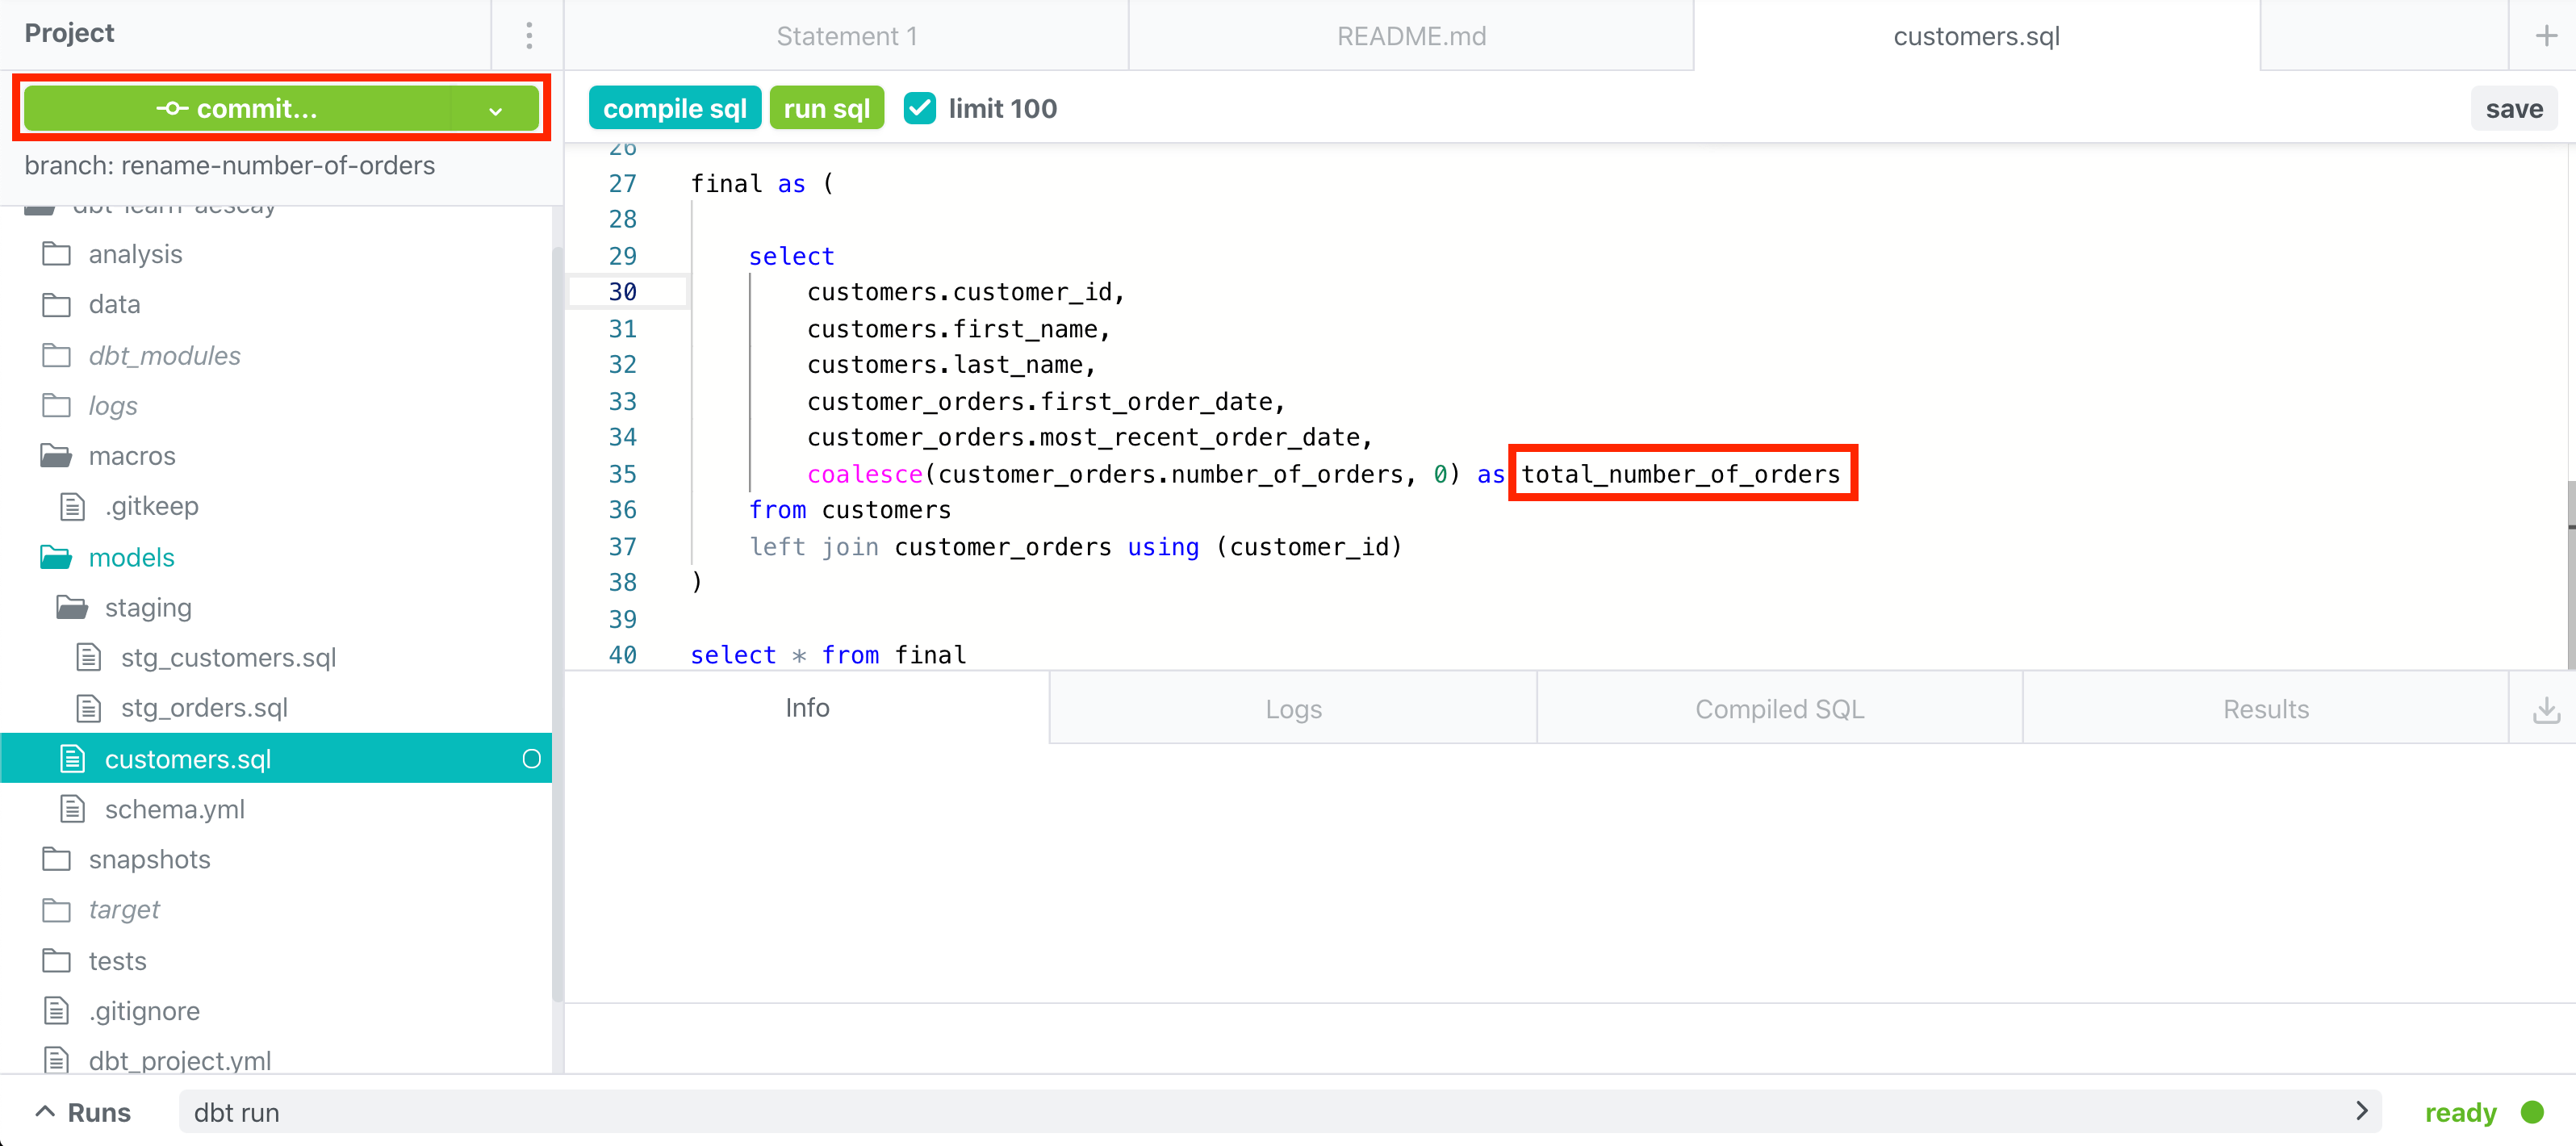 Project
Statement 1
README.md
customers.sql
commit...
compile sql
run sql
limit 100
save
branch: rename-number-of-orders
dbt-learn-aescay
analysis
data
dbt_modules
logs
macros
.gitkeep
models
staging
stg_customers.sql
stg_orders.sql
customers.sql
schema.yml
snapshots
target
tests
.gitignore
dbt_project.yml
26
27 final as (
28
29 select
30 customers.customer_id,
31 customers.first_name,
32 customers.last_name,
33 customer_orders.first_order_date,
34 customer_orders.most_recent_order_date,
35 coalesce(customer_orders.number_of_orders, 0) as total_number_of_orders
36 from customers
37 left join customer_orders using (customer_id)
38 )
39
40 select * from final
Info
Logs
Compiled SQL
Results
Runs
dbt run
ready